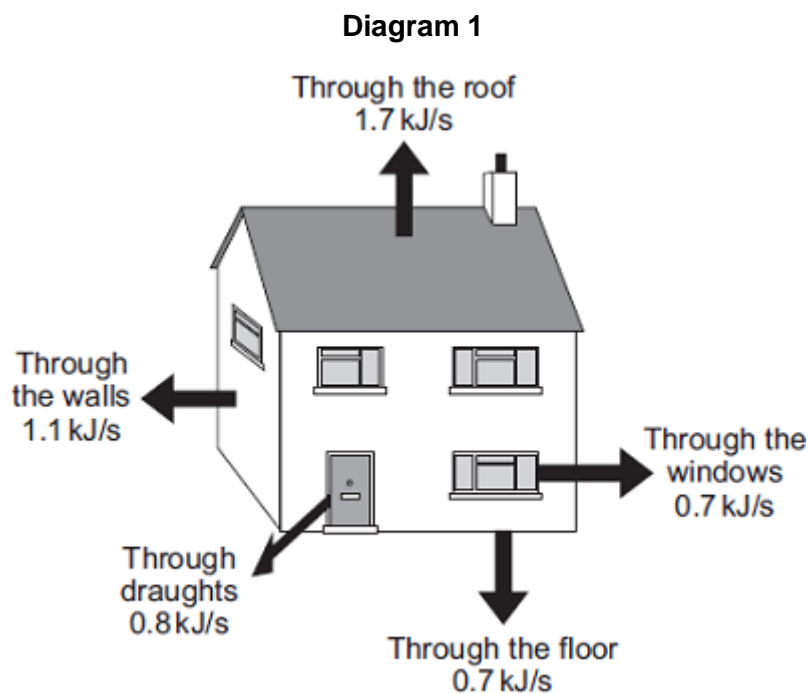 Diagram 1
Through the roof
1.7 kJ/s
Through
the walls
1.1 kJ/s
Through the
windows
0.7 kJ/s
Through
draughts
0.8 kJ/s
Through the floor
0.7 kJ/s